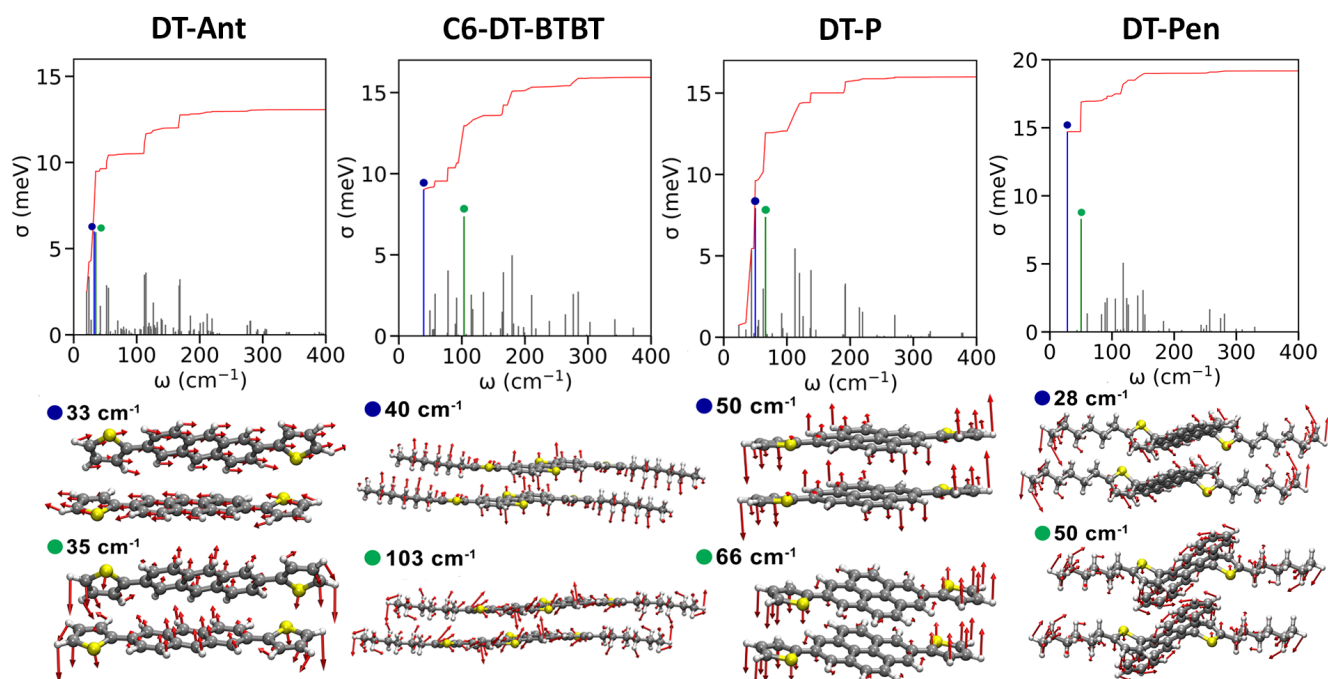 DT-Ant
C6-DT-BTBT
DT-P
DT-Pen
15
10
5
0
σ (meV)
0 100 200 300 400
ω (cm⁻¹)
15
10
5
0
σ (meV)
0 100 200 300 400
ω (cm⁻¹)
15
10
5
0
σ (meV)
0 100 200 300 400
ω (cm⁻¹)
20
15
10
5
0
σ (meV)
0 100 200 300 400
ω (cm⁻¹)
33 cm⁻¹
40 cm⁻¹
50 cm⁻¹
28 cm⁻¹
35 cm⁻¹
103 cm⁻¹
66 cm⁻¹
50 cm⁻¹